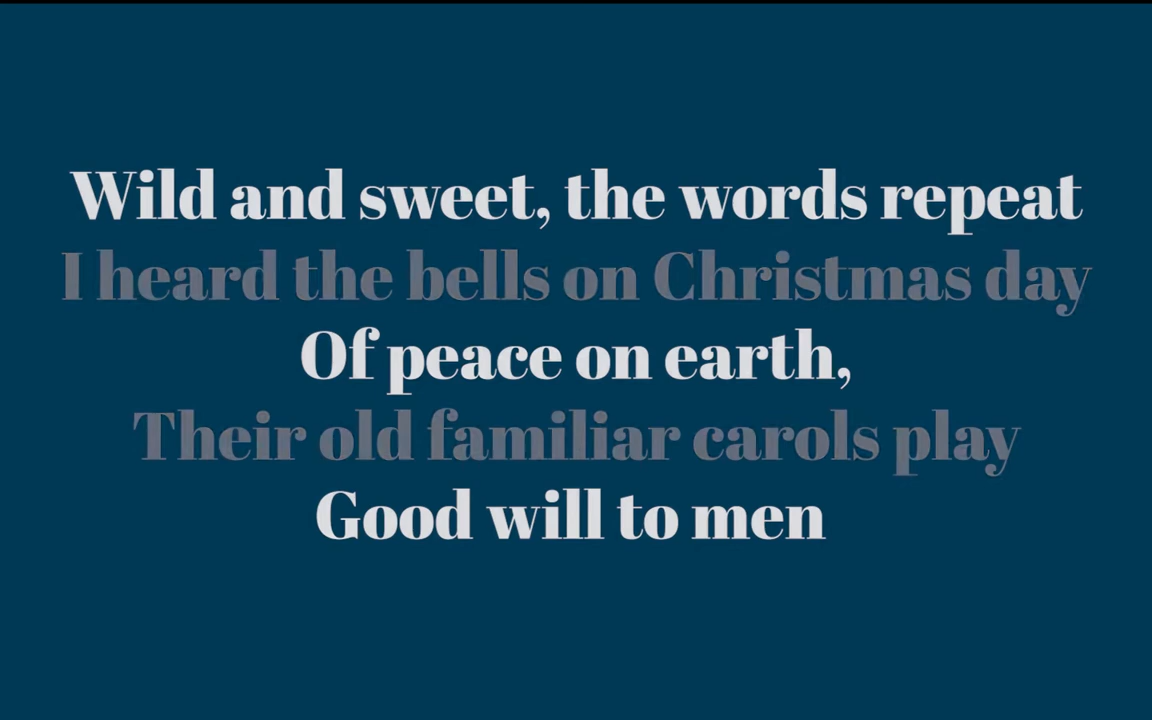 Wild and sweet, the words repeat
I heard the bells on Christmas day
Of peace on earth,
Their old familiar carols play
Good will to men